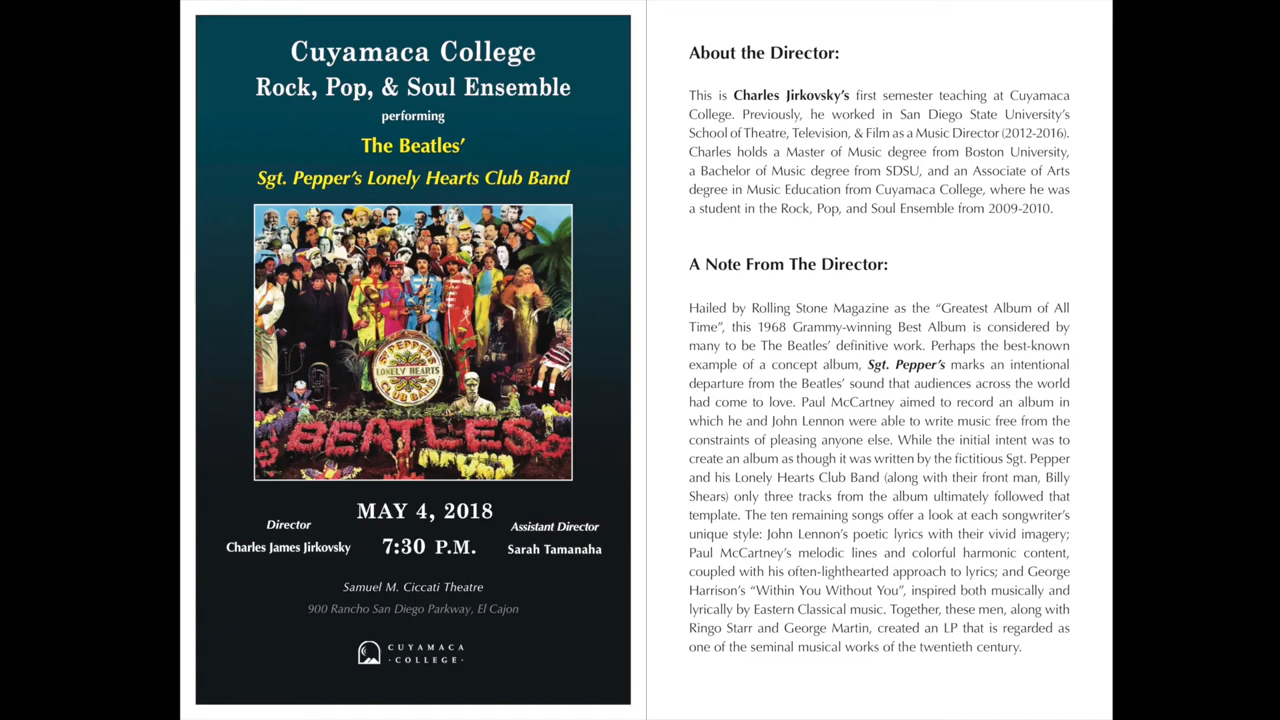 Cuyamaca College
Rock, Pop, & Soul Ensemble
performing
The Beatles'
Sgt. Pepper's Lonely Hearts Club Band
SGT. PEPPERS
LONELY HEARTS
CLUB BAND
BEATLES
MAY 4, 2018
7:30 P.M.
Director
Charles James Jirkovsky
Assistant Director
Sarah Tamanaha
Samuel M. Ciccati Theatre
900 Rancho San Diego Parkway, El Cajon
CUYAMACA
·COLLEGE·
About the Director:
This is Charles Jirkovsky's first semester teaching at Cuyamaca
College. Previously, he worked in San Diego State University's
School of Theatre, Television, & Film as a Music Director (2012-2016).
Charles holds a Master of Music degree from Boston University,
a Bachelor of Music degree from SDSU, and an Associate of Arts
degree in Music Education from Cuyamaca College, where he was
a student in the Rock, Pop, and Soul Ensemble from 2009-2010.
A Note From The Director:
Hailed by Rolling Stone Magazine as the “Greatest Album of All
Time”, this 1968 Grammy-winning Best Album is considered by
many to be The Beatles' definitive work. Perhaps the best-known
example of a concept album, Sgt. Pepper's marks an intentional
departure from the Beatles' sound that audiences across the world
had come to love. Paul McCartney aimed to record an album in
which he and John Lennon were able to write music free from the
constraints of pleasing anyone else. While the initial intent was to
create an album as though it was written by the fictitious Sgt. Pepper
and his Lonely Hearts Club Band (along with their front man, Billy
Shears) only three tracks from the album ultimately followed that
template. The ten remaining songs offer a look at each songwriter's
unique style: John Lennon's poetic lyrics with their vivid imagery;
Paul McCartney's melodic lines and colorful harmonic content,
coupled with his often-lighthearted approach to lyrics; and George
Harrison's “Within You Without You”, inspired both musically and
lyrically by Eastern Classical music. Together, these men, along with
Ringo Starr and George Martin, created an LP that is regarded as
one of the seminal musical works of the twentieth century.